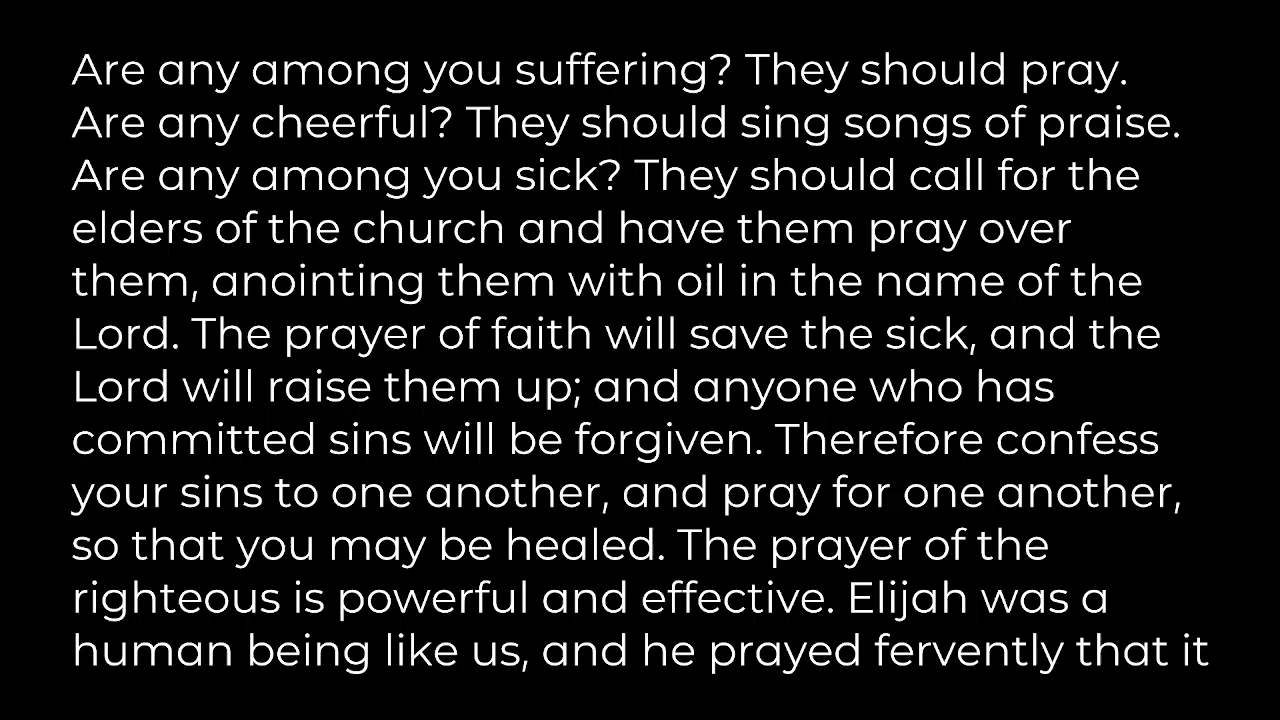 Are any among you suffering? They should pray.
Are any cheerful? They should sing songs of praise.
Are any among you sick? They should call for the
elders of the church and have them pray over
them, anointing them with oil in the name of the
Lord. The prayer of faith will save the sick, and the
Lord will raise them up; and anyone who has
committed sins will be forgiven. Therefore confess
your sins to one another, and pray for one another,
so that you may be healed. The prayer of the
righteous is powerful and effective. Elijah was a
human being like us, and he prayed fervently that it